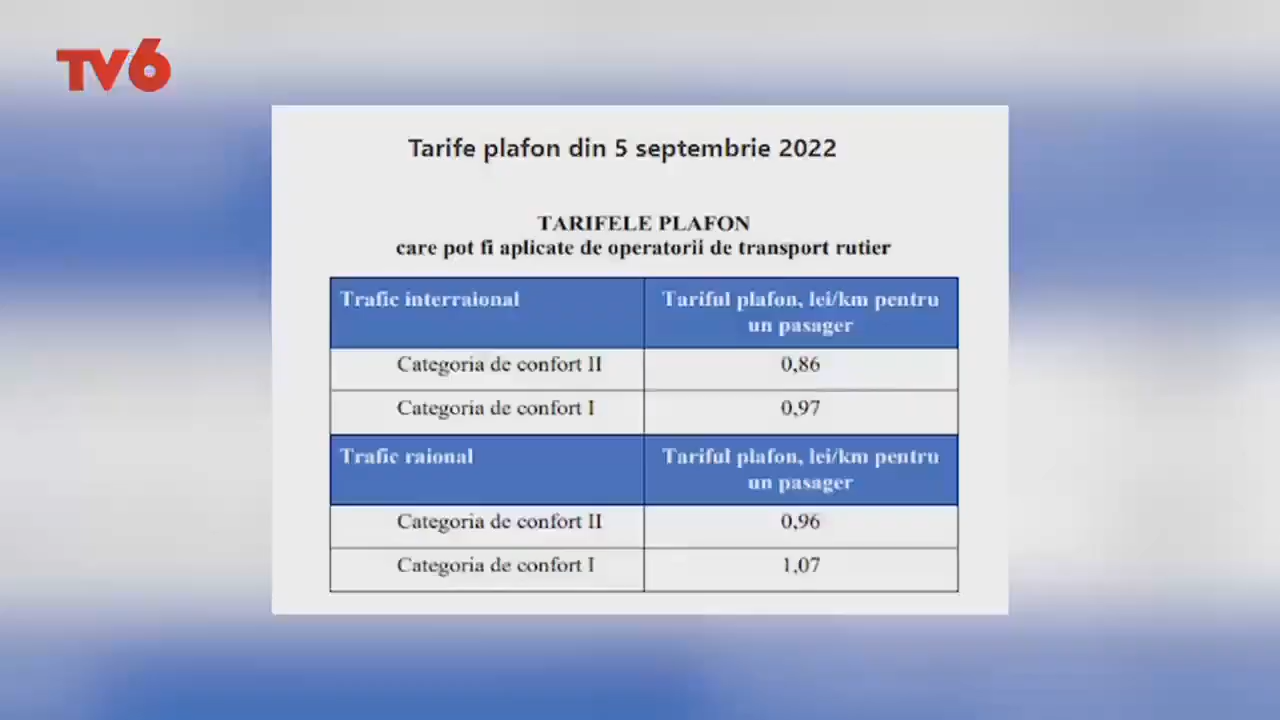 TV6
Tarife plafon din 5 septembrie 2022
TARIFELE PLAFON
care pot fi aplicate de operatorii de transport rutier
Trafic interraional
Tariful plafon, lei/km pentru
un pasager
Categoria de confort II
0,86
Categoria de confort I
0,97
Trafic raional
Tariful plafon, lei/km pentru
un pasager
Categoria de confort II
0,96
Categoria de confort I
1,07